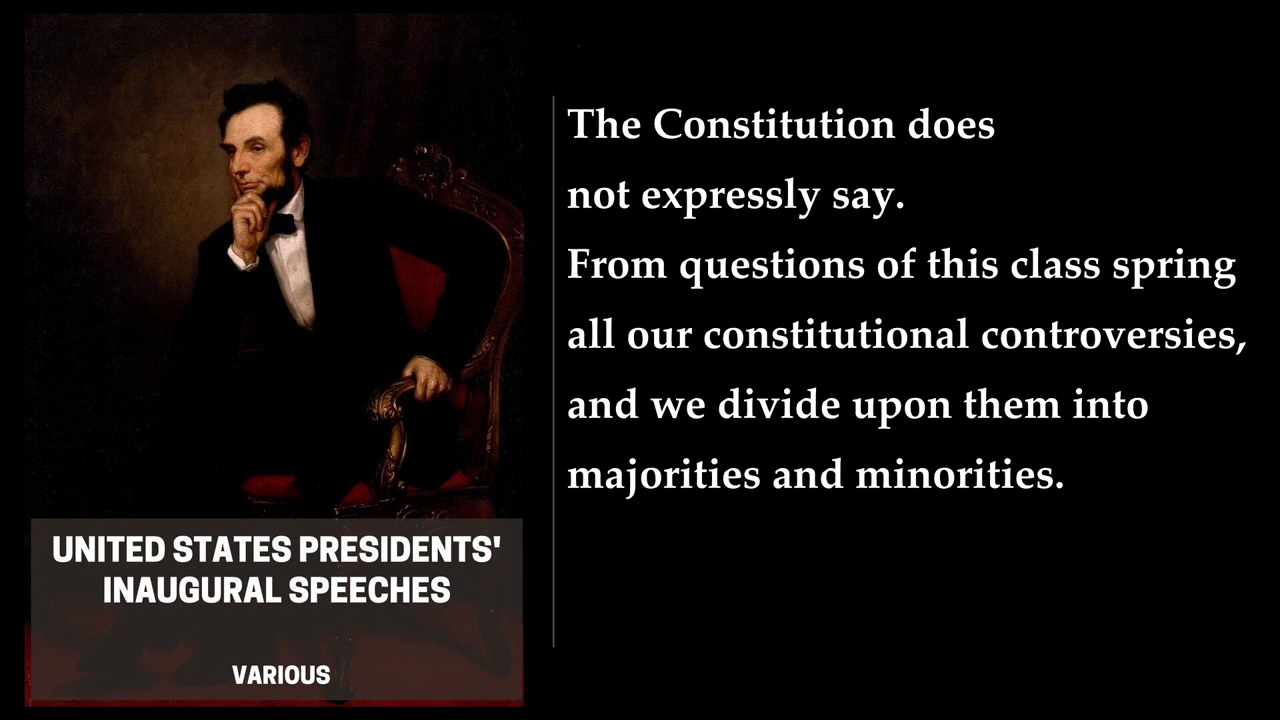 The Constitution does
not expressly say.
From questions of this class spring
all our constitutional controversies,
and we divide upon them into
majorities and minorities.
UNITED STATES PRESIDENTS'
INAUGURAL SPEECHES
VARIOUS